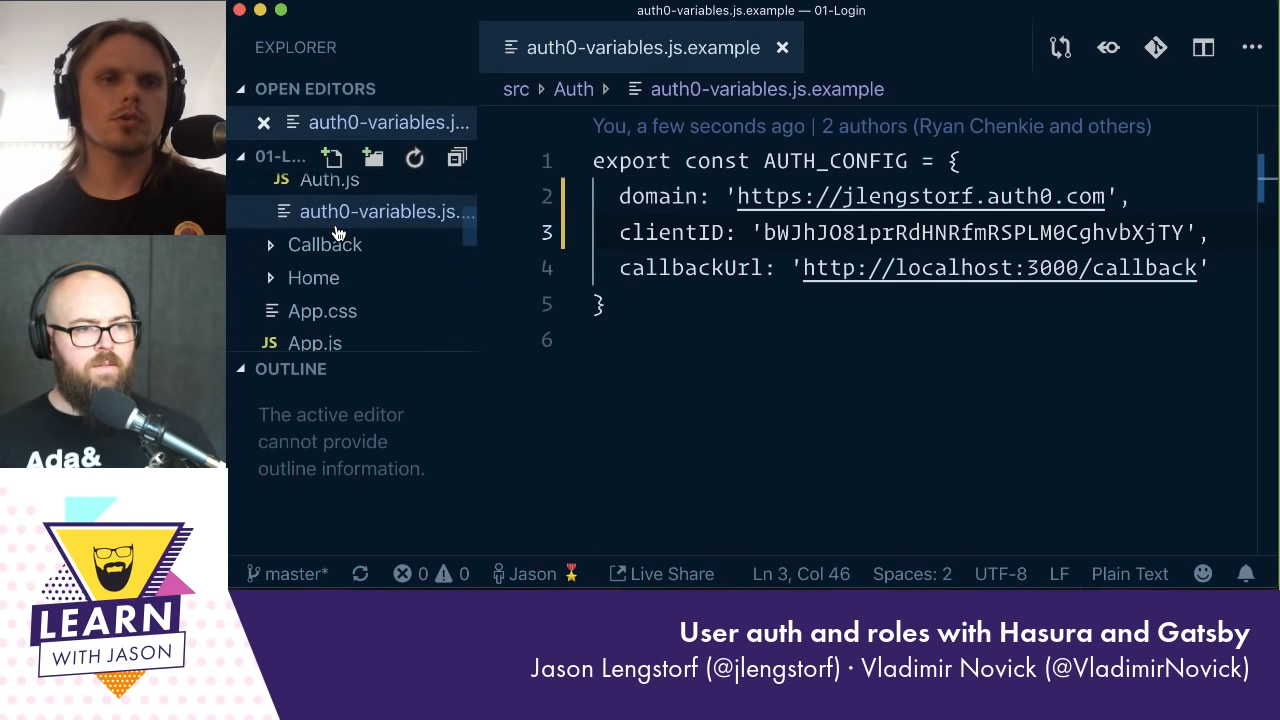 auth0-variables.js.example — 01-Login
EXPLORER
OPEN EDITORS
auth0-variables.j...
01-L...
JS Auth.js
auth0-variables.js....
Callback
Home
App.css
JS App.js
OUTLINE
The active editor
cannot provide
outline information.
auth0-variables.js.example
src Auth auth0-variables.js.example
You, a few seconds ago | 2 authors (Ryan Chenkie and others)
1 export const AUTH_CONFIG = {
2 domain: 'https://jlengstorf.auth0.com',
3 clientID: 'bWJhJO81prRdHNRfmRSPLM0CghvbXjTY',
4 callbackUrl: 'http://localhost:3000/callback'
5 }
6
master* 0 0 Jason Live Share Ln 3, Col 46 Spaces: 2 UTF-8 LF Plain Text
Ada&
LEARN
WITH JASON
User auth and roles with Hasura and Gatsby
Jason Lengstorf (@jlengstorf) · Vladimir Novick (@VladimirNovick)